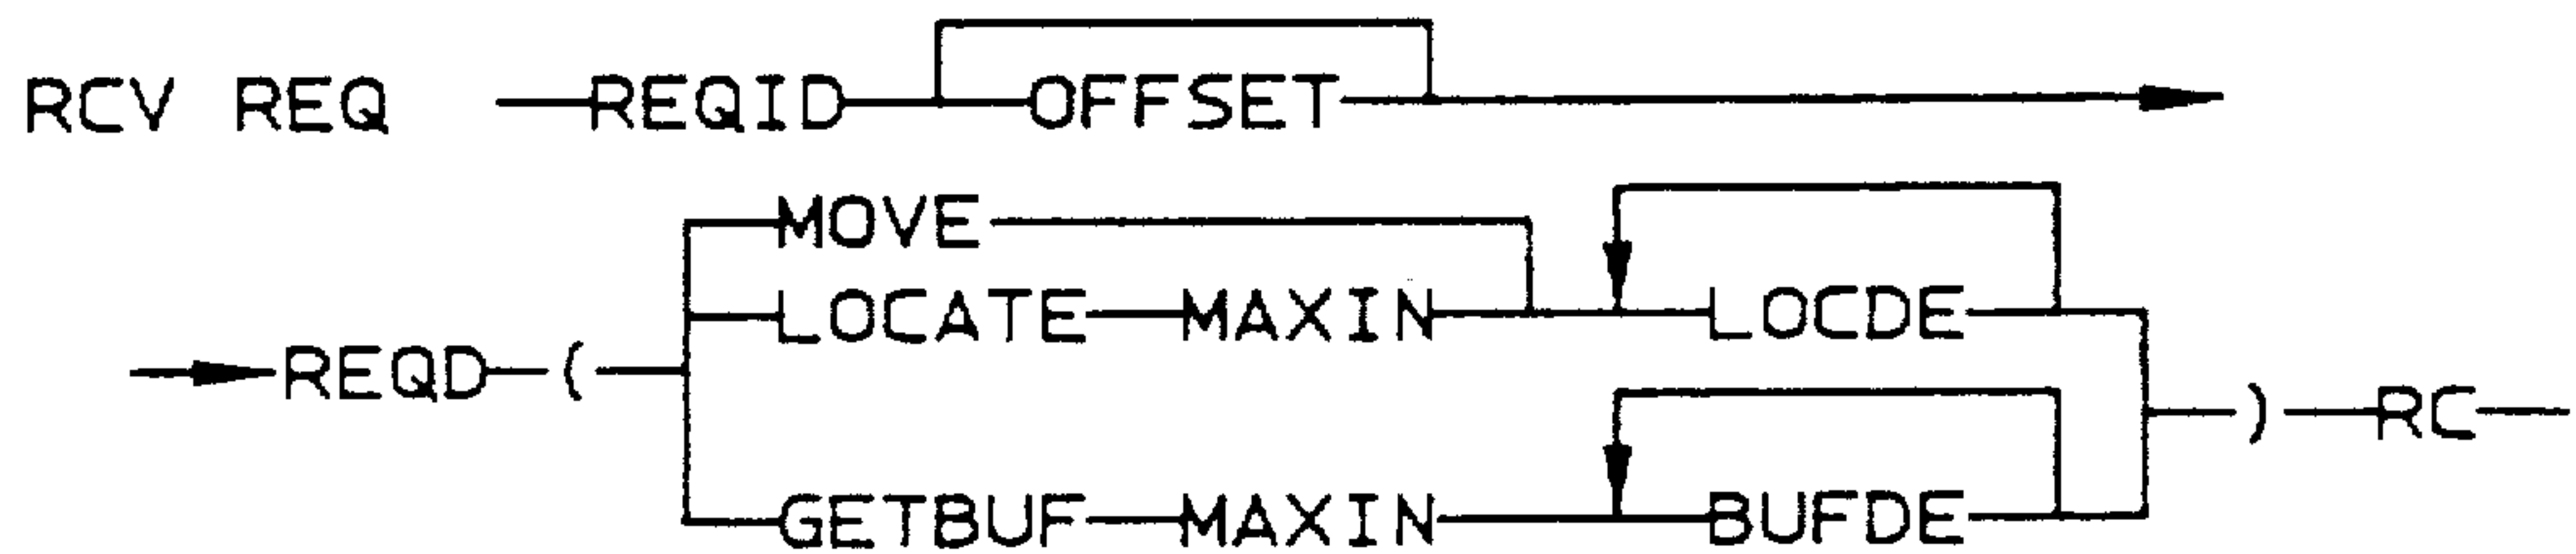 RCV REQ REQID OFFSET
MOVE
LOCATE MAXIN LOCDE
REQD (
) RC
GETBUF MAXIN BUFDE